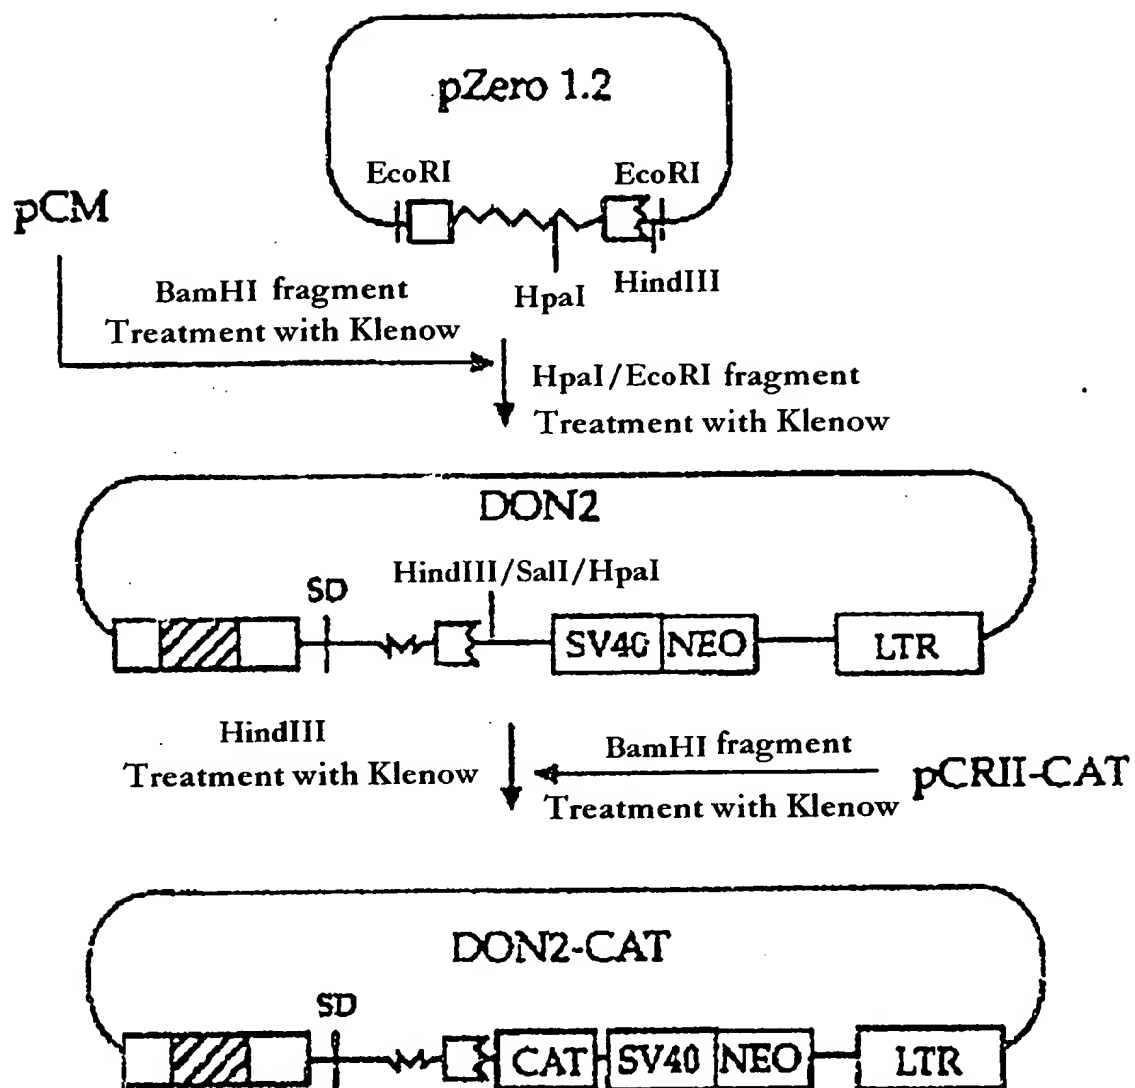 pZero 1.2
EcoRI
EcoRI
pCM
HpaI
HindIII
BamHI fragment
Treatment with Klenow
HpaI/EcoRI fragment
Treatment with Klenow
DON2
HindIII/SalI/HpaI
SD
SV40
NEO
LTR
HindIII
Treatment with Klenow
BamHI fragment
Treatment with Klenow
pCRII-CAT
DON2-CAT
SD
CAT
SV40
NEO
LTR